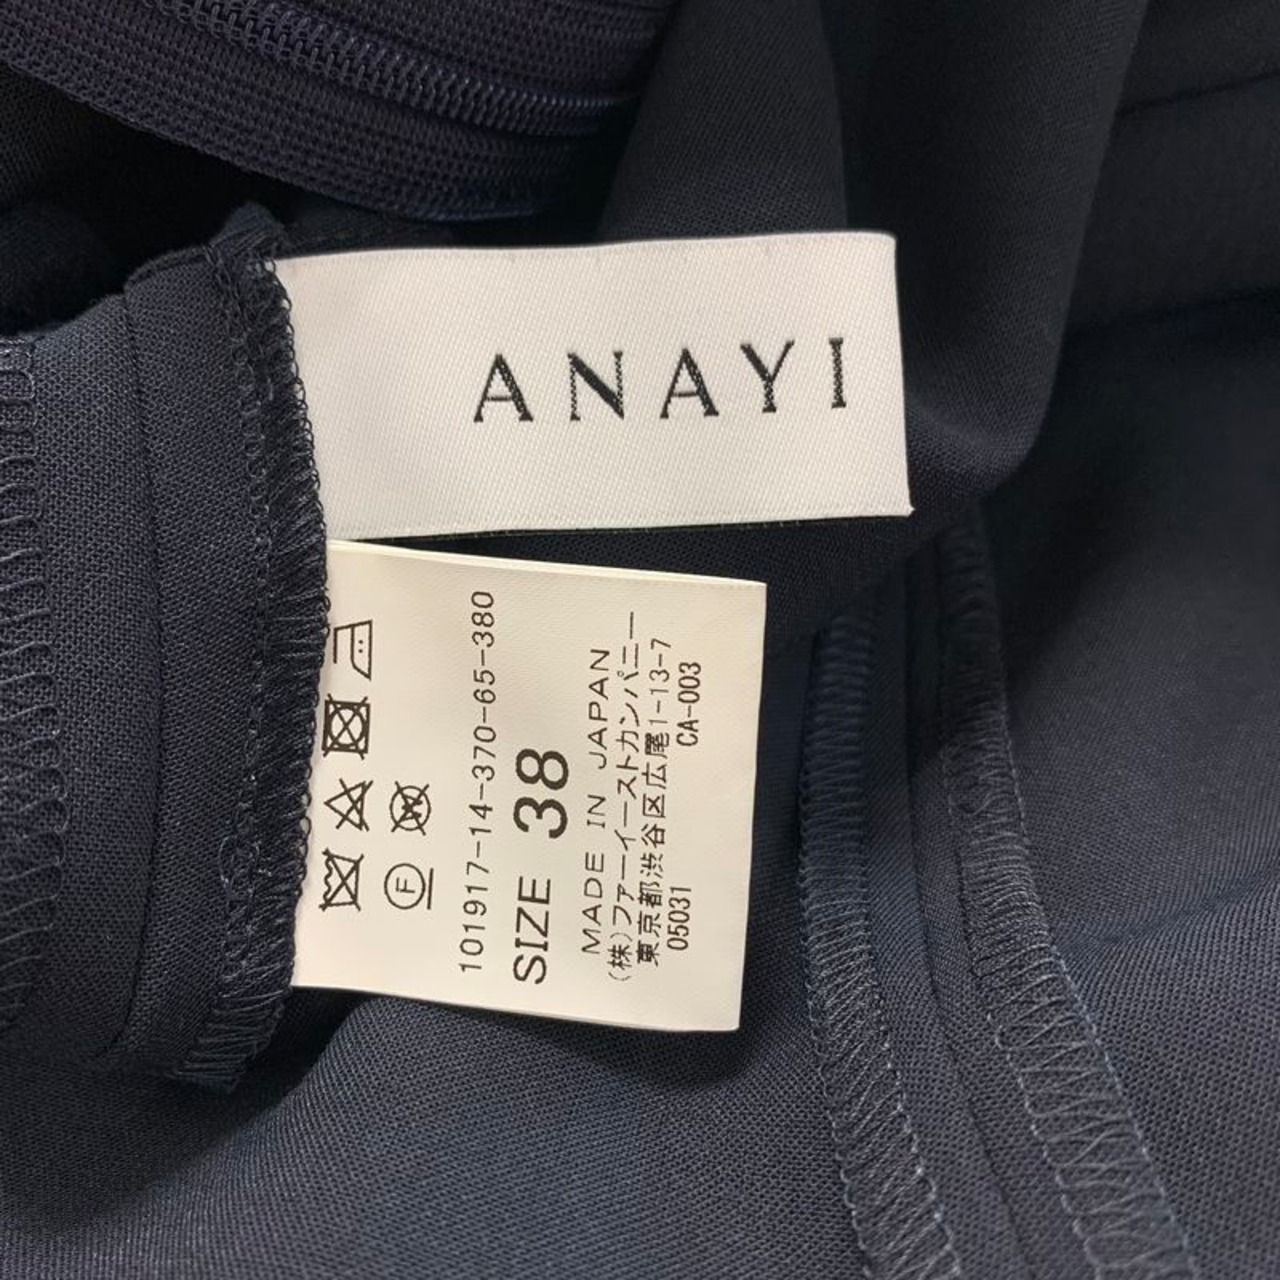 ANAYI
101917-14-370-65-380
SIZE 38
MADE IN JAPAN
(株)ファーイーストカンパニー
東京都渋谷区広尾1-13-7
05031 CA-003
F